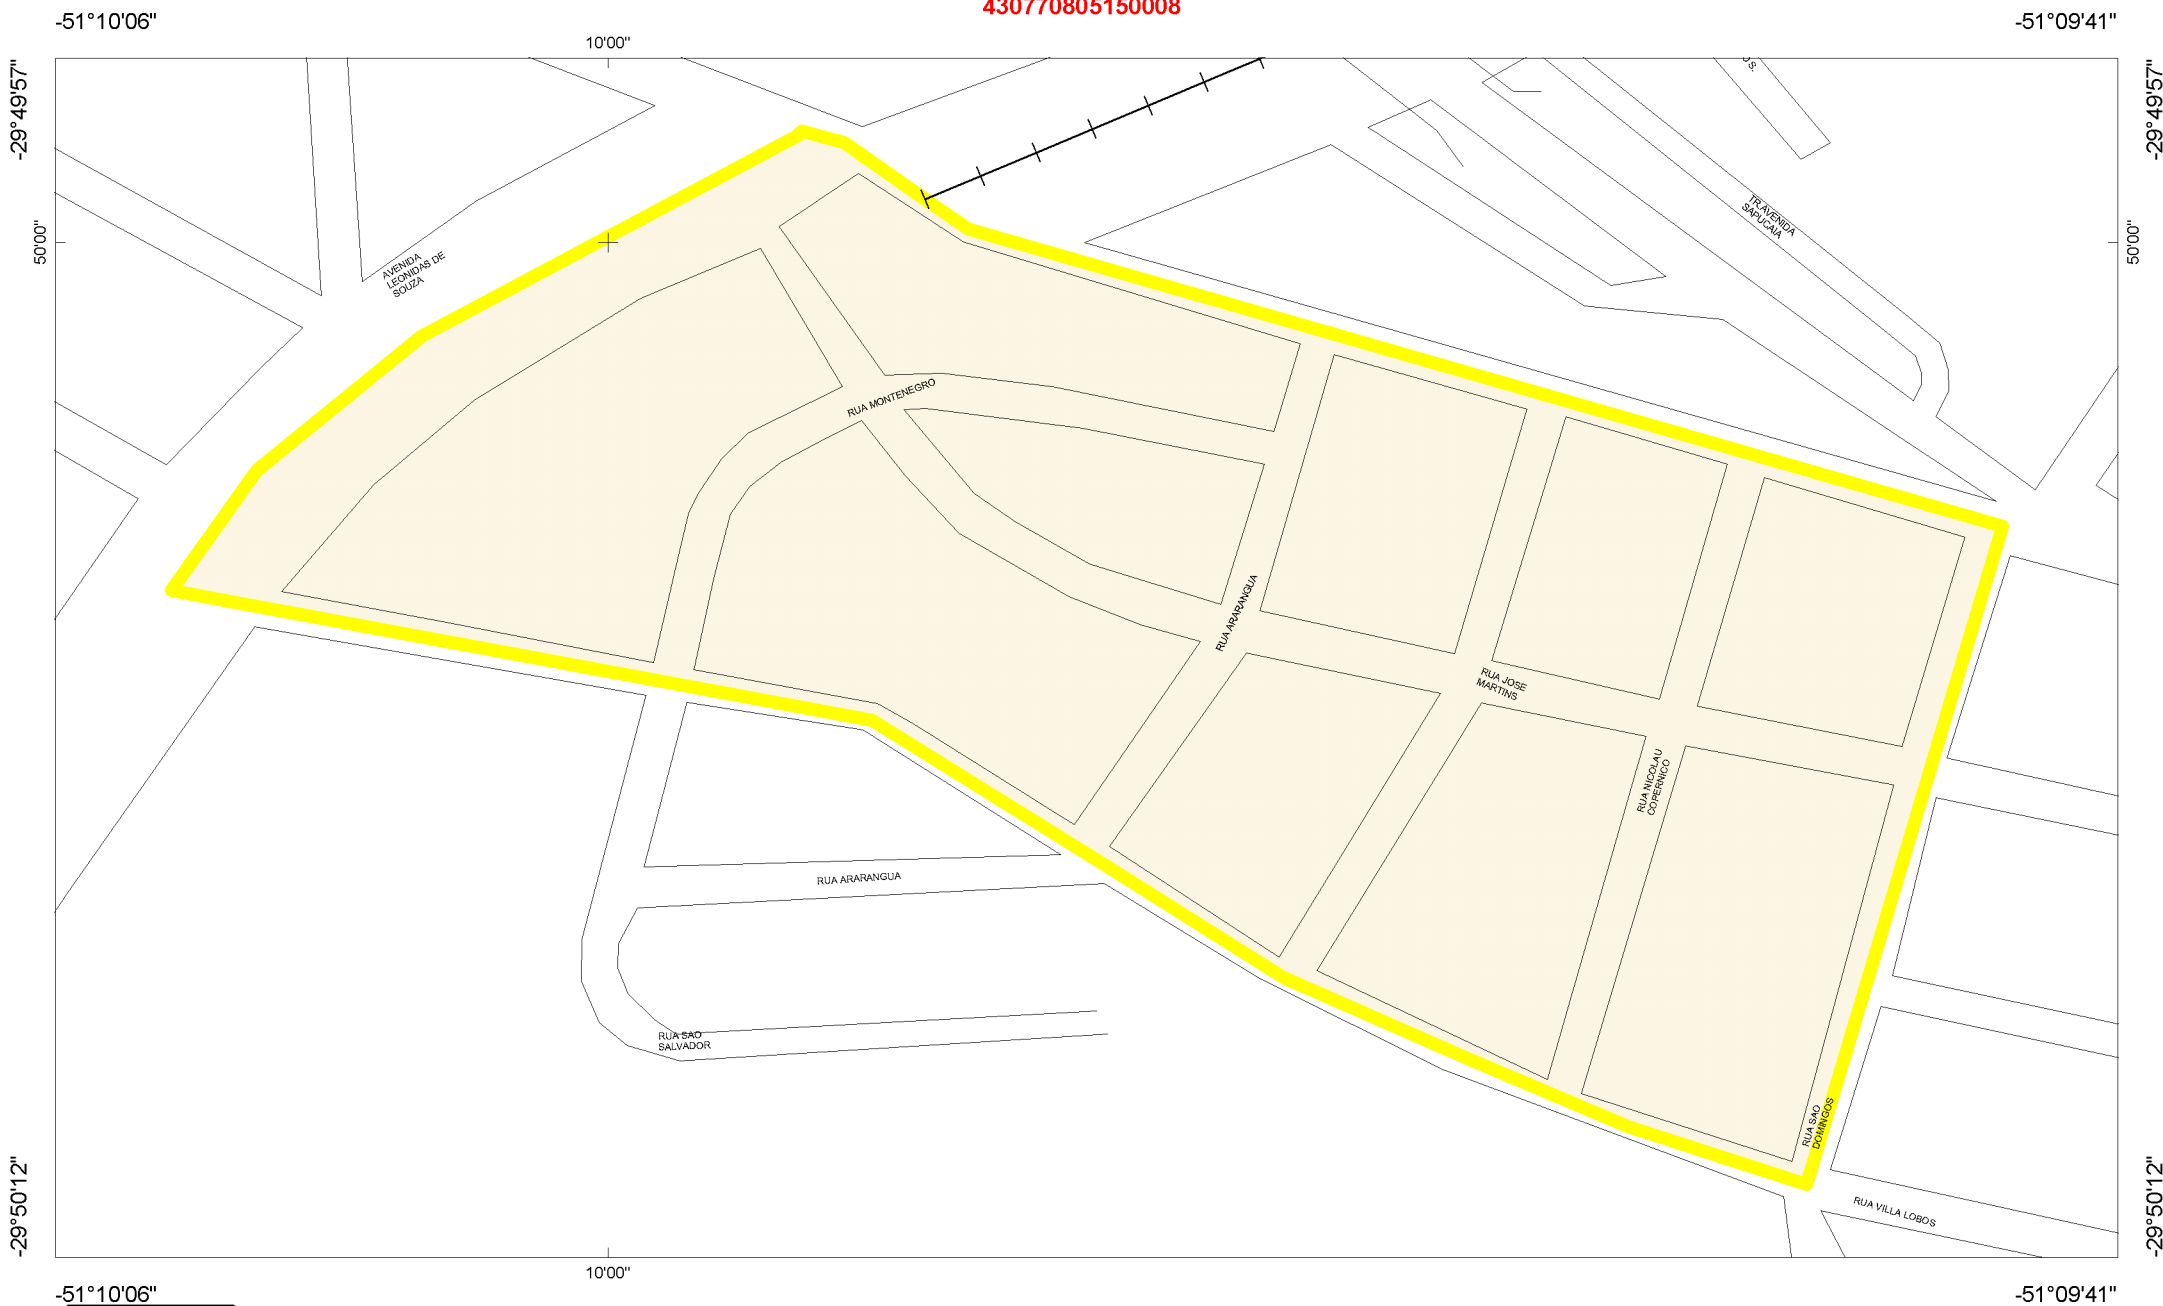 430770805150008
-51°10'06"
-51°09'41"
10'00"
-29°49'57"
-29°49'57"
50'00"
50'00"
TRAVENIDA
SAPUCAIA
AVENIDA
LEONIDAS DE
SOUZA
RUA MONTENEGRO
RUA ARARANGUA
RUA JOSE
MARTINS
RUA NICOLAU
COPERNICO
RUA ARARANGUA
RUA SAO
SALVADOR
RUA SAO
DOMINGOS
RUA VILLA LOBOS
-29°50'12"
-29°50'12"
10'00"
-51°10'06"
-51°09'41"